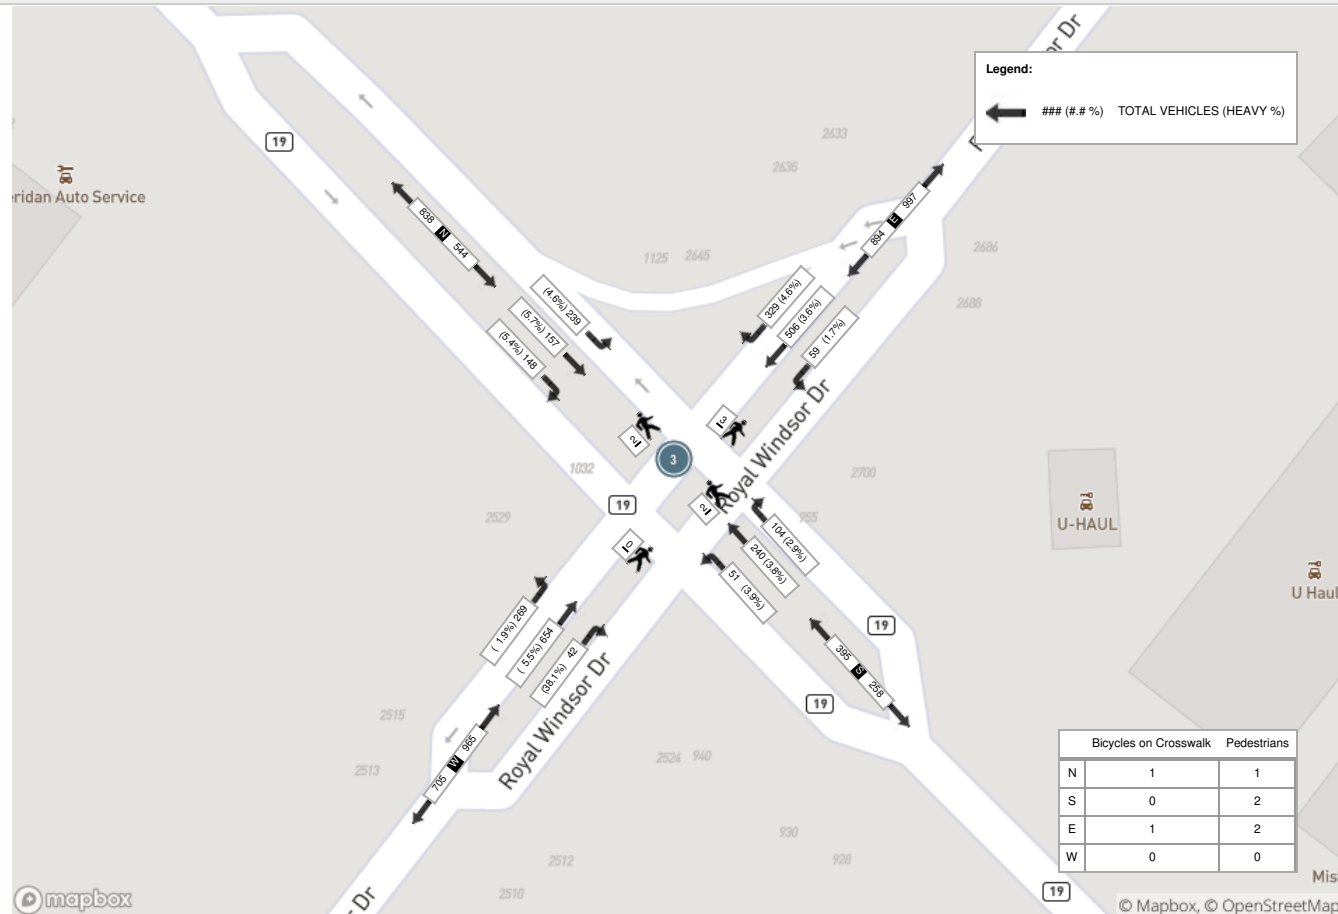 or Dr
Legend:
### (#.# %) TOTAL VEHICLES (HEAVY %)
19
eridan Auto Service
2633
2635
838 N 544
894 E 997
1125 2645
2686
2688
(4.6%) 239
(5.7%) 157
(5.4%) 148
329 (4.6%)
506 (3.6%)
59 (1.7%)
Royal Windsor Dr
3
2
3
1032
19
2700
2529
2
955
U-HAUL
0
104 (2.9%)
240 (3.8%)
51 (3.9%)
U Haul
( 1.9%) 269
( 5.5%) 654
(38.1%) 42
19
395 S 258
19
Royal Windsor Dr
2515
705 W 965
2513
2524 940
930
928
2512
2510
Bicycles on Crosswalk Pedestrians
N 1 1
S 0 2
E 1 2
W 0 0
Mis
19
r Dr
mapbox
© Mapbox, © OpenStreetMap